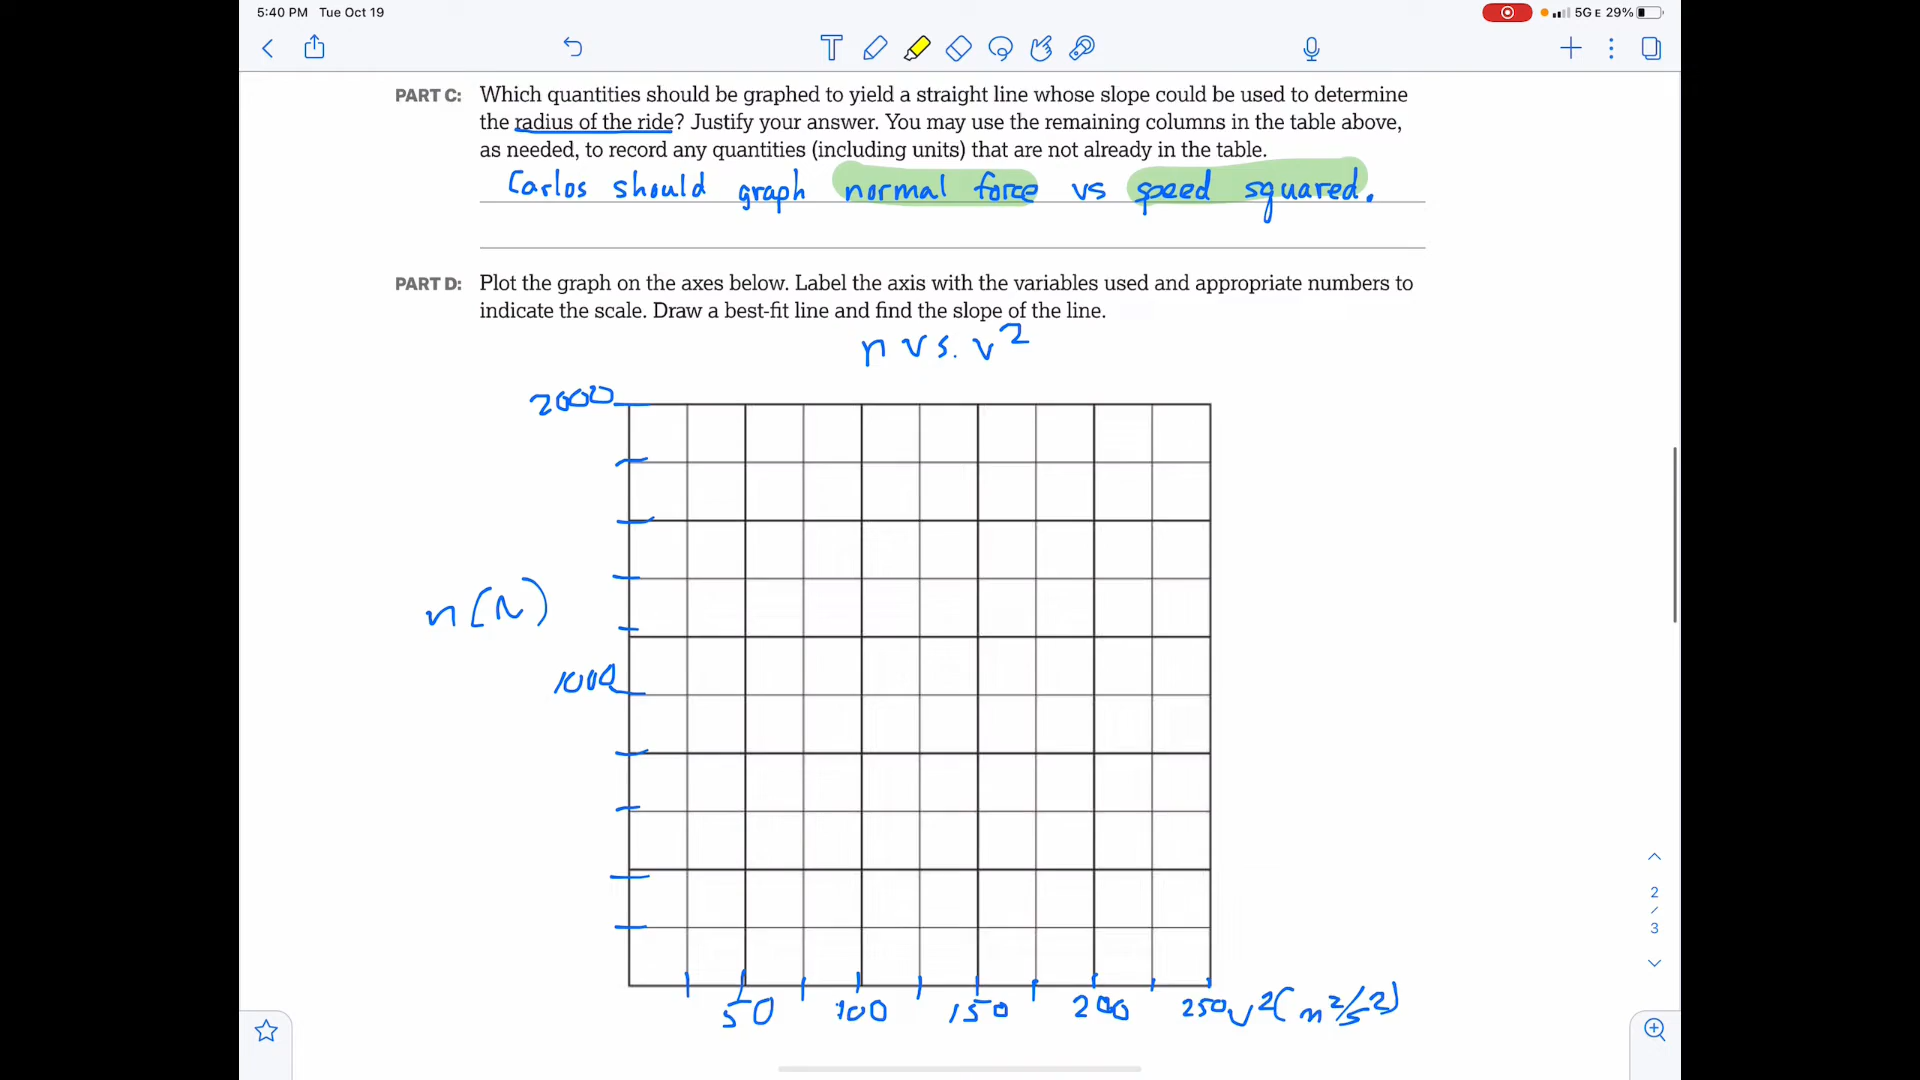 5:40 PM Tue Oct 19
5G E 29%
PART C: Which quantities should be graphed to yield a straight line whose slope could be used to determine
the radius of the ride? Justify your answer. You may use the remaining columns in the table above,
as needed, to record any quantities (including units) that are not already in the table.
Carlos should graph normal force vs speed squared.
PART D: Plot the graph on the axes below. Label the axis with the variables used and appropriate numbers to
indicate the scale. Draw a best-fit line and find the slope of the line.
n vs. v²
2000
n (N)
1000
50 100 150 200 250 v² (m²/s²)
2
/
3